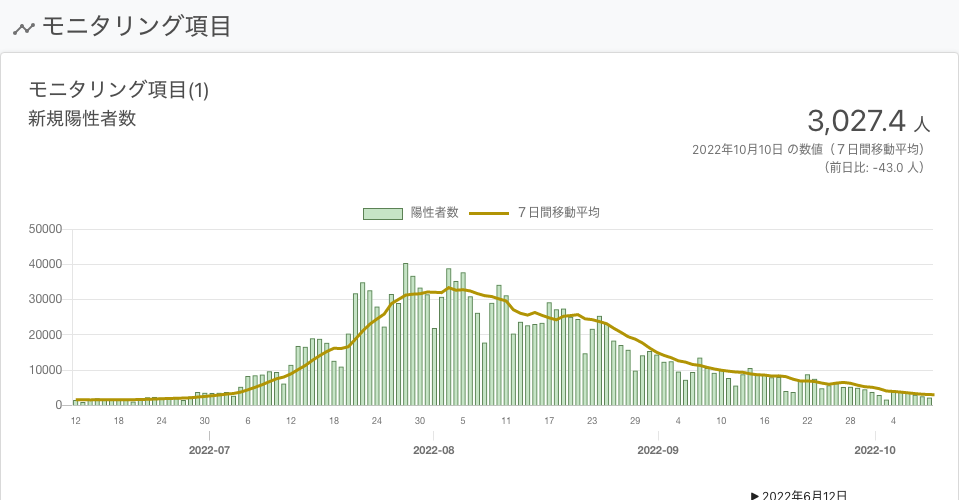 モニタリング項目
モニタリング項目(1)
新規陽性者数
3,027.4 人
2022年10月10日 の数値（７日間移動平均）
（前日比: -43.0 人）
陽性者数 ７日間移動平均
50000
40000
30000
20000
10000
0
12 18 24 30 6 12 18 24 30 5 11 17 23 29 4 10 16 22 28 4
2022-07 2022-08 2022-09 2022-10
▶ 2022年6月12日